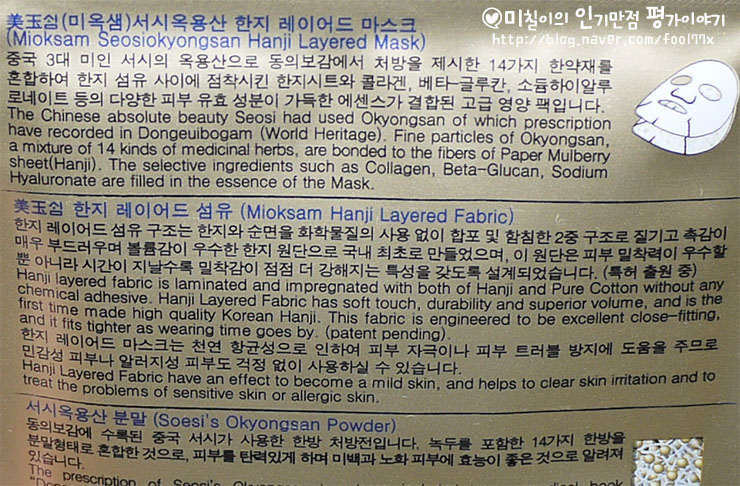 ♡미칠이의 인기만점 평가이야기
http://blog.naver.com/fool77x
美玉쉼(미옥샘)서시옥용산 한지 레이어드 마스크
(Mioksam Seosiokyongsan Hanji Layered Mask)
중국 3대 미인 서시의 옥용산으로 동의보감에서 처방을 제시한 14가지 한약재를
혼합하여 한지 섬유 사이에 점착시킨 한지시트와 콜라겐, 베타-글루칸, 소듐하이알루
로네이트 등의 다양한 피부 유효 성분이 가득한 에센스가 결합된 고급 영양 팩입니다.
The Chinese absolute beauty Seosi had used Okyongsan of which prescription
have recorded in Dongeuibogam (World Heritage). Fine particles of Okyongsan,
a mixture of 14 kinds of medicinal herbs, are bonded to the fibers of Paper Mulberry
sheet(Hanji). The selective ingredients such as Collagen, Beta-Glucan, Sodium
Hyaluronate are filled in the essence of the Mask.
美玉쉼 한지 레이어드 섬유 (Mioksam Hanji Layered Fabric)
한지 레이어드 섬유 구조는 한지와 순면을 화학물질의 사용 없이 합포 및 함침한 2중 구조로 질기고 촉감이
매우 부드러우며 볼륨감이 우수한 한지 원단으로 국내 최초로 만들었으며, 이 원단은 피부 밀착력이 우수할
뿐 아니라 시간이 지날수록 밀착감이 점점 더 강해지는 특성을 갖도록 설계되었습니다. (특허 출원 중)
Hanji layered fabric is laminated and impregnated with both of Hanji and Pure Cotton without any
chemical adhesive. Hanji Layered Fabric has soft touch, durability and superior volume, and is the
first time made high quality Korean Hanji. This fabric is engineered to be excellent close-fitting,
and it fits tighter as wearing time goes by. (patent pending).
한지 레이어드 마스크는 천연 항균성으로 인하여 피부 자극이나 피부 트러블 방지에 도움을 주므로
민감성 피부나 알러지성 피부도 걱정 없이 사용하실 수 있습니다.
Hanji Layered Fabric have an effect to become a mild skin, and helps to clear skin irritation and to
treat the problems of sensitive skin or allergic skin.
서시옥용산 분말 (Soesi's Okyongsan Powder)
동의보감에 수록된 중국 서시가 사용한 한방 처방전입니다. 녹두를 포함한 14가지 한방을
분말형태로 혼합한 것으로, 피부를 탄력있게 하며 미백과 노화 피부에 효능이 좋은 것으로 알려져
있습니다.
The prescription of Soesi's Okyongsan